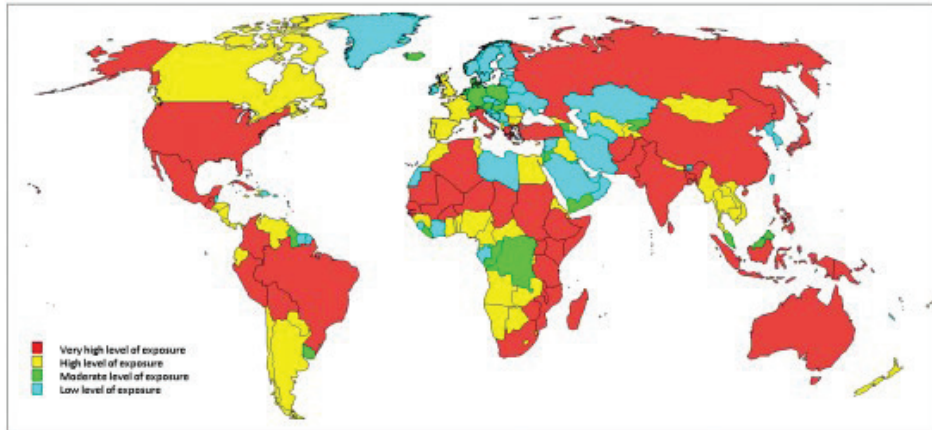 Very high level of exposure
High level of exposure
Moderate level of exposure
Low level of exposure